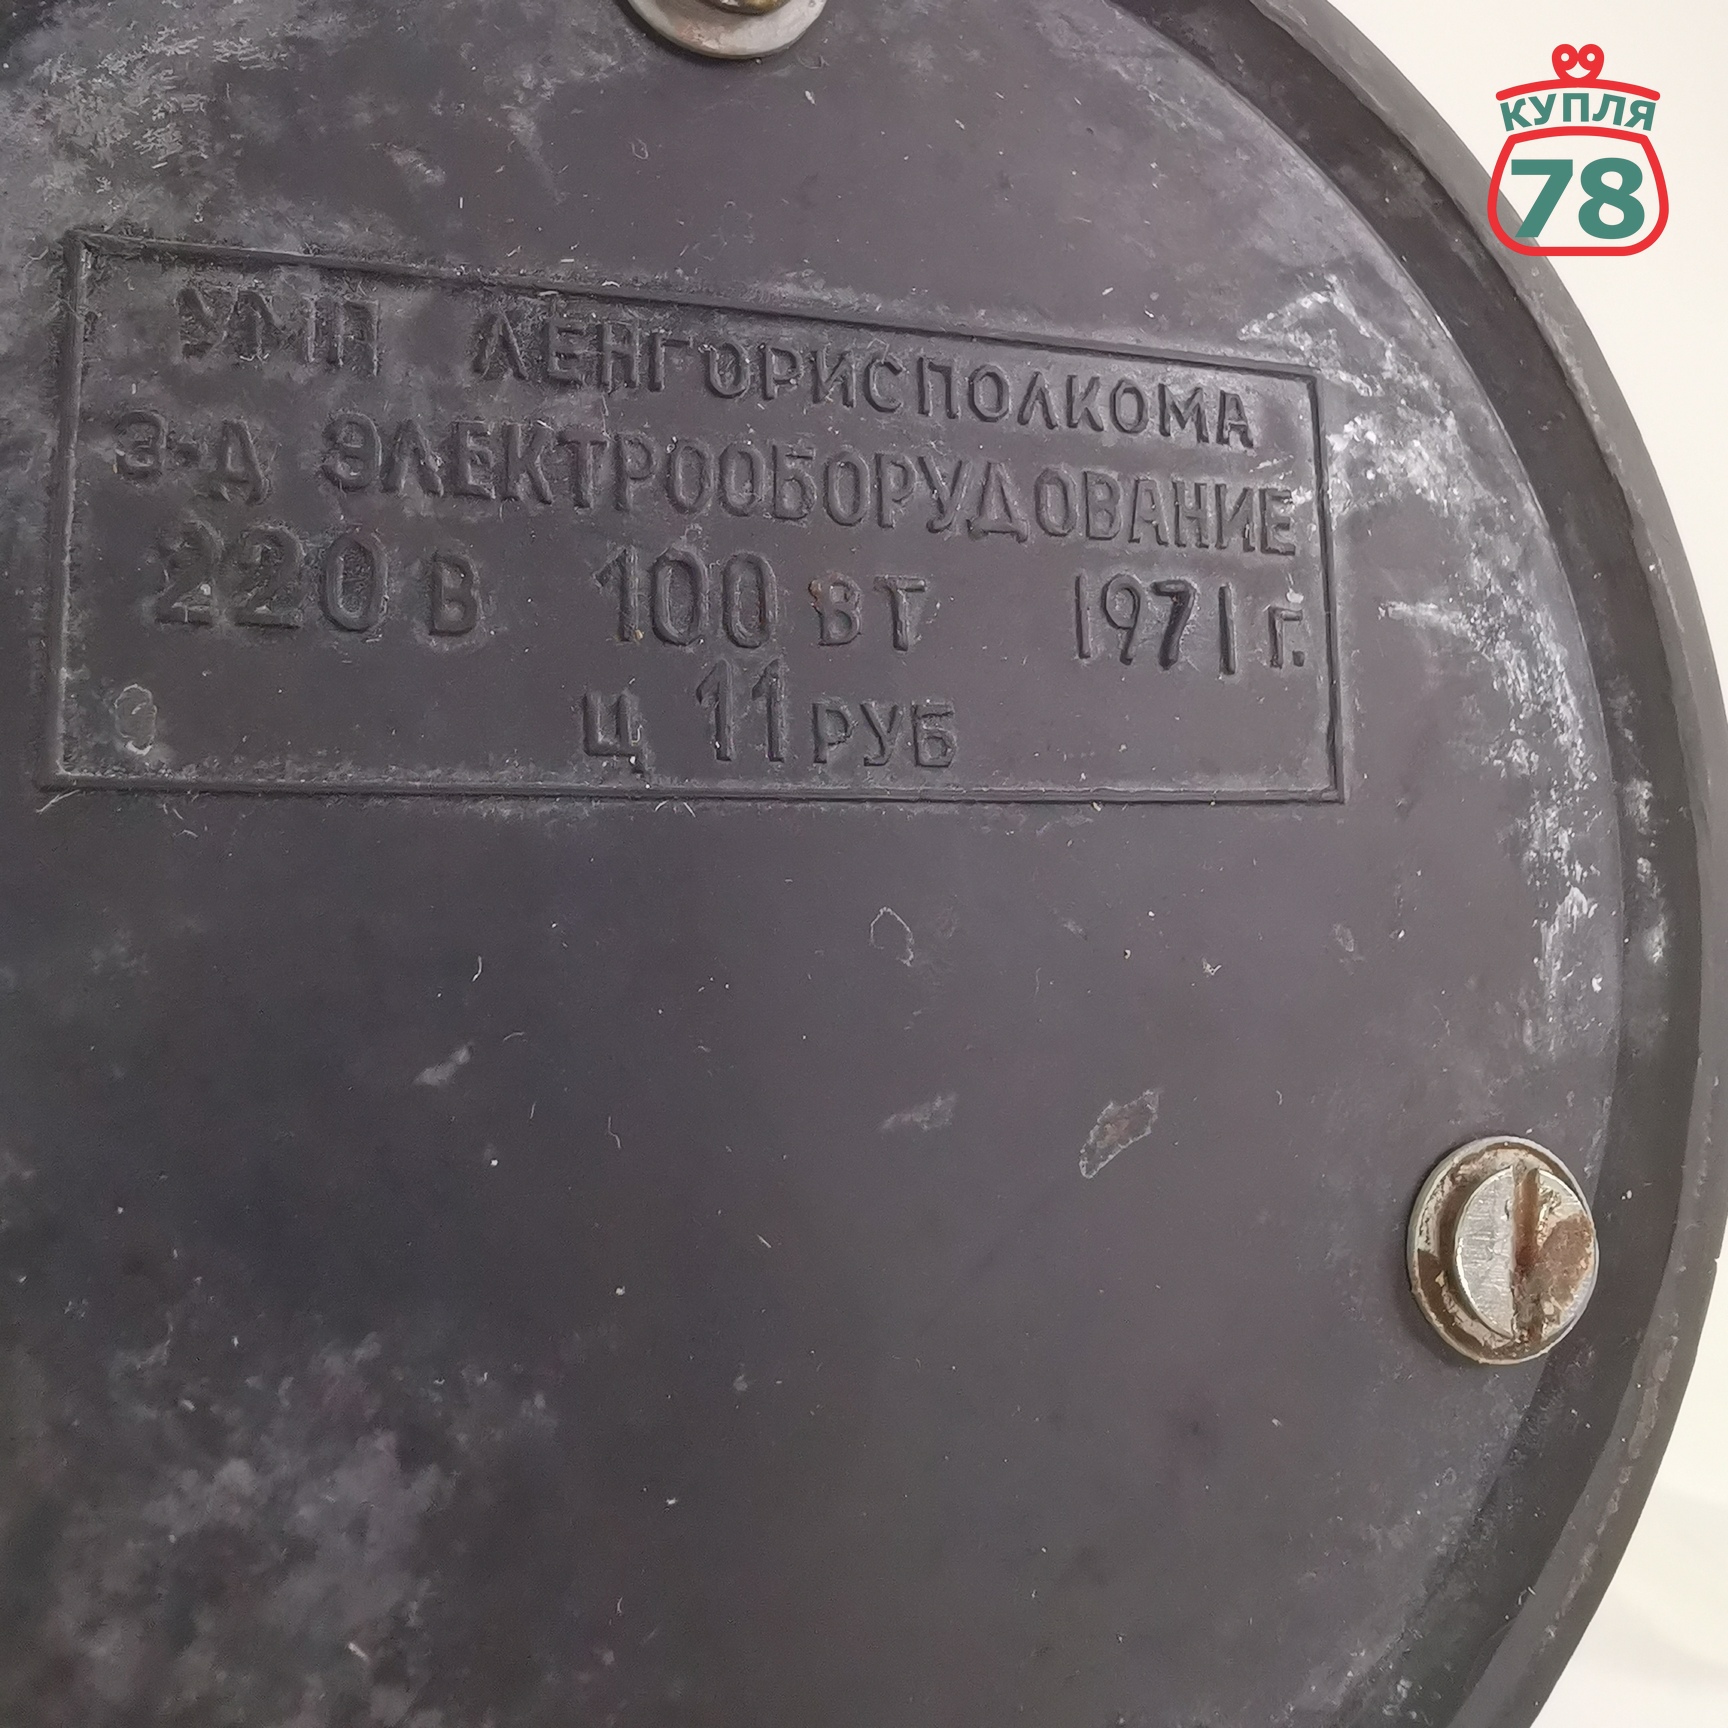 КУПЛЯ
78
УМП ЛЕНГОРИСПОЛКОМА
З-Д ЭЛЕКТРООБОРУДОВАНИЕ
220 В 100 ВТ 1971 г.
Ц 11 РУБ